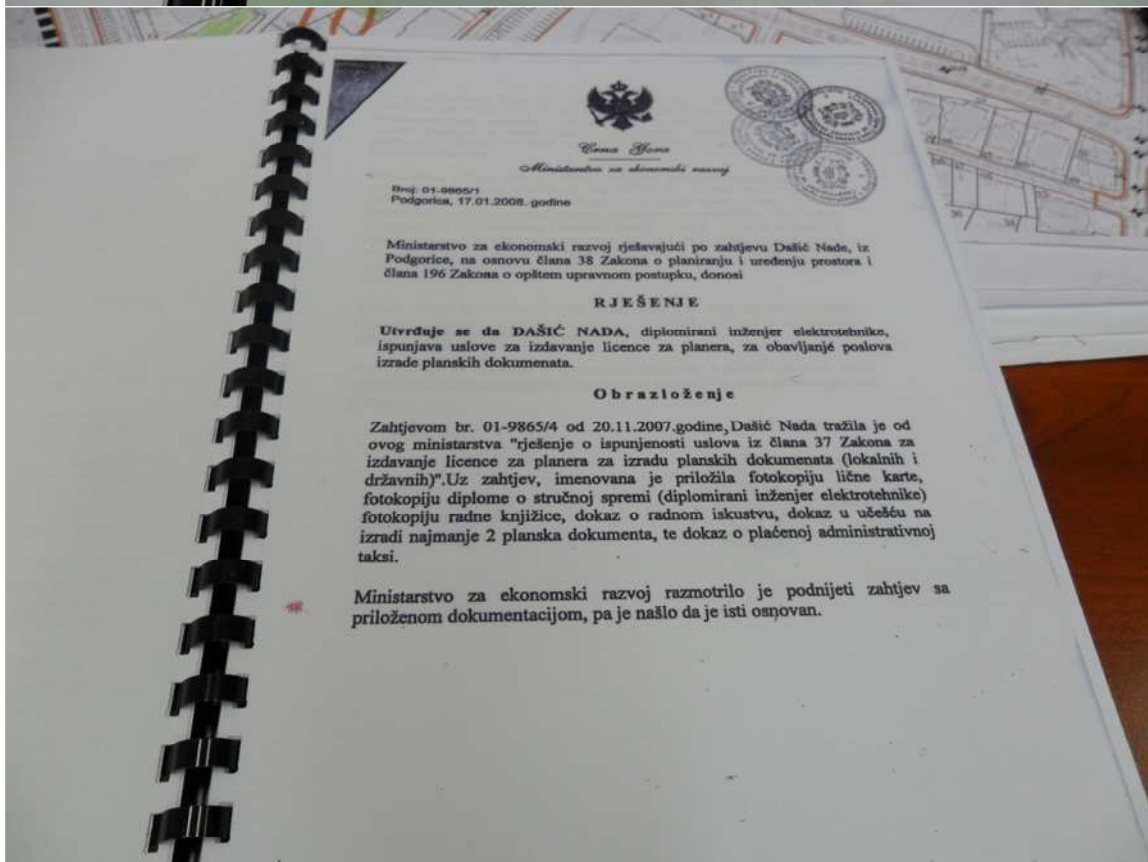 Crna Gora
Ministarstvo za ekonomski razvoj
Broj: 01-9865/1
Podgorica, 17.01.2008. godine
Ministarstvo za ekonomski razvoj rješavajući po zahtjevu Dašić Nade, iz
Podgorice, na osnovu člana 38 Zakona o planiranju i uređenju prostora i
člana 196 Zakona o opštem upravnom postupku, donosi
RJEŠENJE
Utvrđuje se da DAŠIĆ NADA, diplomirani inženjer elektrotehnike,
ispunjava uslove za izdavanje licence za planera, za obavljanje poslova
izrade planskih dokumenata.
Obrazloženje
Zahtjevom br. 01-9865/4 od 20.11.2007.godine, Dašić Nada tražila je od
ovog ministarstva "rješenje o ispunjenosti uslova iz člana 37 Zakona za
izdavanje licence za planera za izradu planskih dokumenata (lokalnih i
državnih)".Uz zahtjev, imenovana je priložila fotokopiju lične karte,
fotokopiju diplome o stručnoj spremi (diplomirani inženjer elektrotehnike)
fotokopiju radne knjižice, dokaz o radnom iskustvu, dokaz u učešću na
izradi najmanje 2 planska dokumenta, te dokaz o plaćenoj administrativnoj
taksi.
Ministarstvo za ekonomski razvoj razmotrilo je podnijeti zahtjev sa
priloženom dokumentacijom, pa je našlo da je isti osnovan.